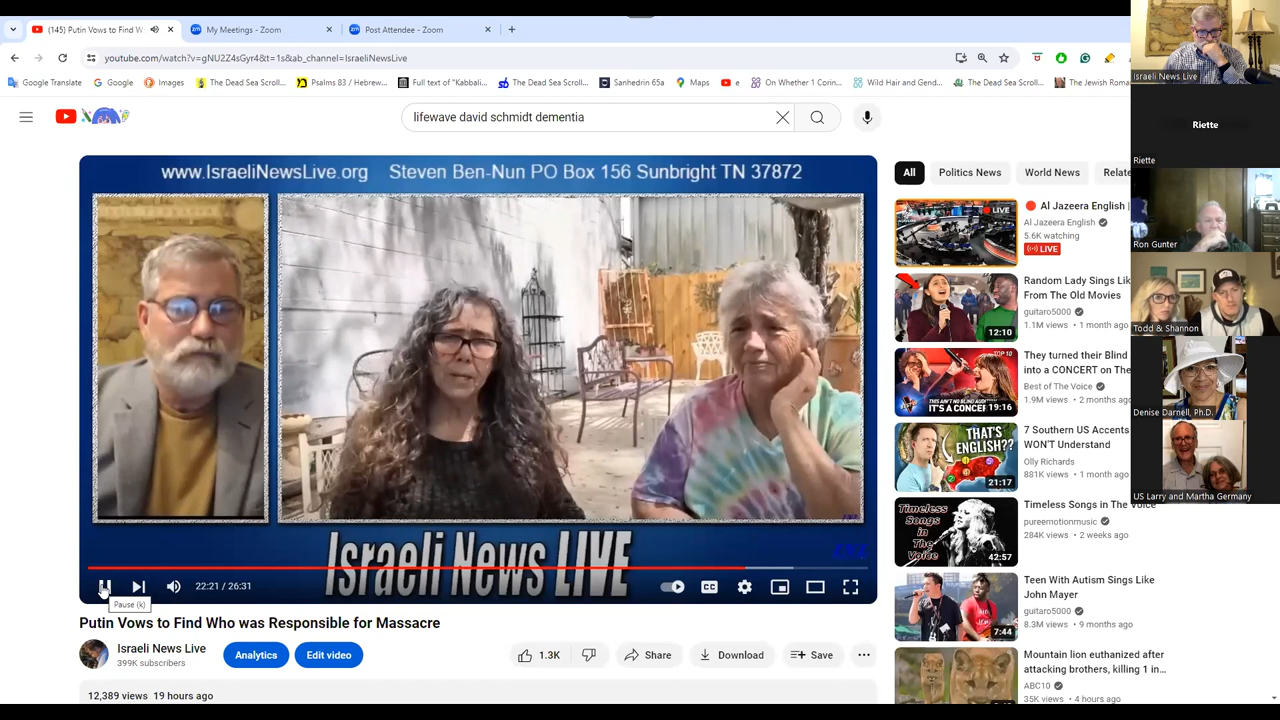 (145) Putin Vows to Find W
My Meetings - Zoom
Post Attendee - Zoom
youtube.com/watch?v=gNU2Z4sGyr4&t=1s&ab_channel=IsraeliNewsLive
Google Translate
Google
Images
The Dead Sea Scroll...
Psalms 83 / Hebrew...
Full text of "Kabbali...
The Dead Sea Scroll...
Sanhedrin 65a
Maps
e
On Whether 1 Corin...
Wild Hair and Gend...
The Dead Sea Scroll...
The Jewish Roma
lifewave david schmidt dementia
www.IsraeliNewsLive.org Steven Ben-Nun PO Box 156 Sunbright TN 37872
Israeli News LIVE
22:21 / 26:31
Pause (k)
Putin Vows to Find Who was Responsible for Massacre
Israeli News Live
399K subscribers
Analytics
Edit video
1.3K
Share
Download
Save
12,389 views 19 hours ago
All
Politics News
World News
Relate
LIVE
Al Jazeera English |
Al Jazeera English
5.6K watching
LIVE
12:10
Random Lady Sings Lik
From The Old Movies
guitaro5000
1.1M views • 1 month ago
TOP 10
THIS AIN'T NO BLIND AUDI
IT'S A CONCERT
19:16
They turned their Blind
into a CONCERT on The
Best of The Voice
1.9M views • 2 months ago
THAT'S
ENGLISH??
21:17
7 Southern US Accents
WON'T Understand
Olly Richards
881K views • 1 month ago
Timeless
Songs in
The Voice
42:57
Timeless Songs in The Voice
pureemotionmusic
284K views • 2 weeks ago
7:44
Teen With Autism Sings Like
John Mayer
guitaro5000
8.3M views • 9 months ago
Mountain lion euthanized after
attacking brothers, killing 1 in...
ABC10
35K views • 4 hours ago
Israeli News Live
Riette
Riette
Ron Gunter
Todd & Shannon
Denise Darnell, Ph.D.
US Larry and Martha Germany